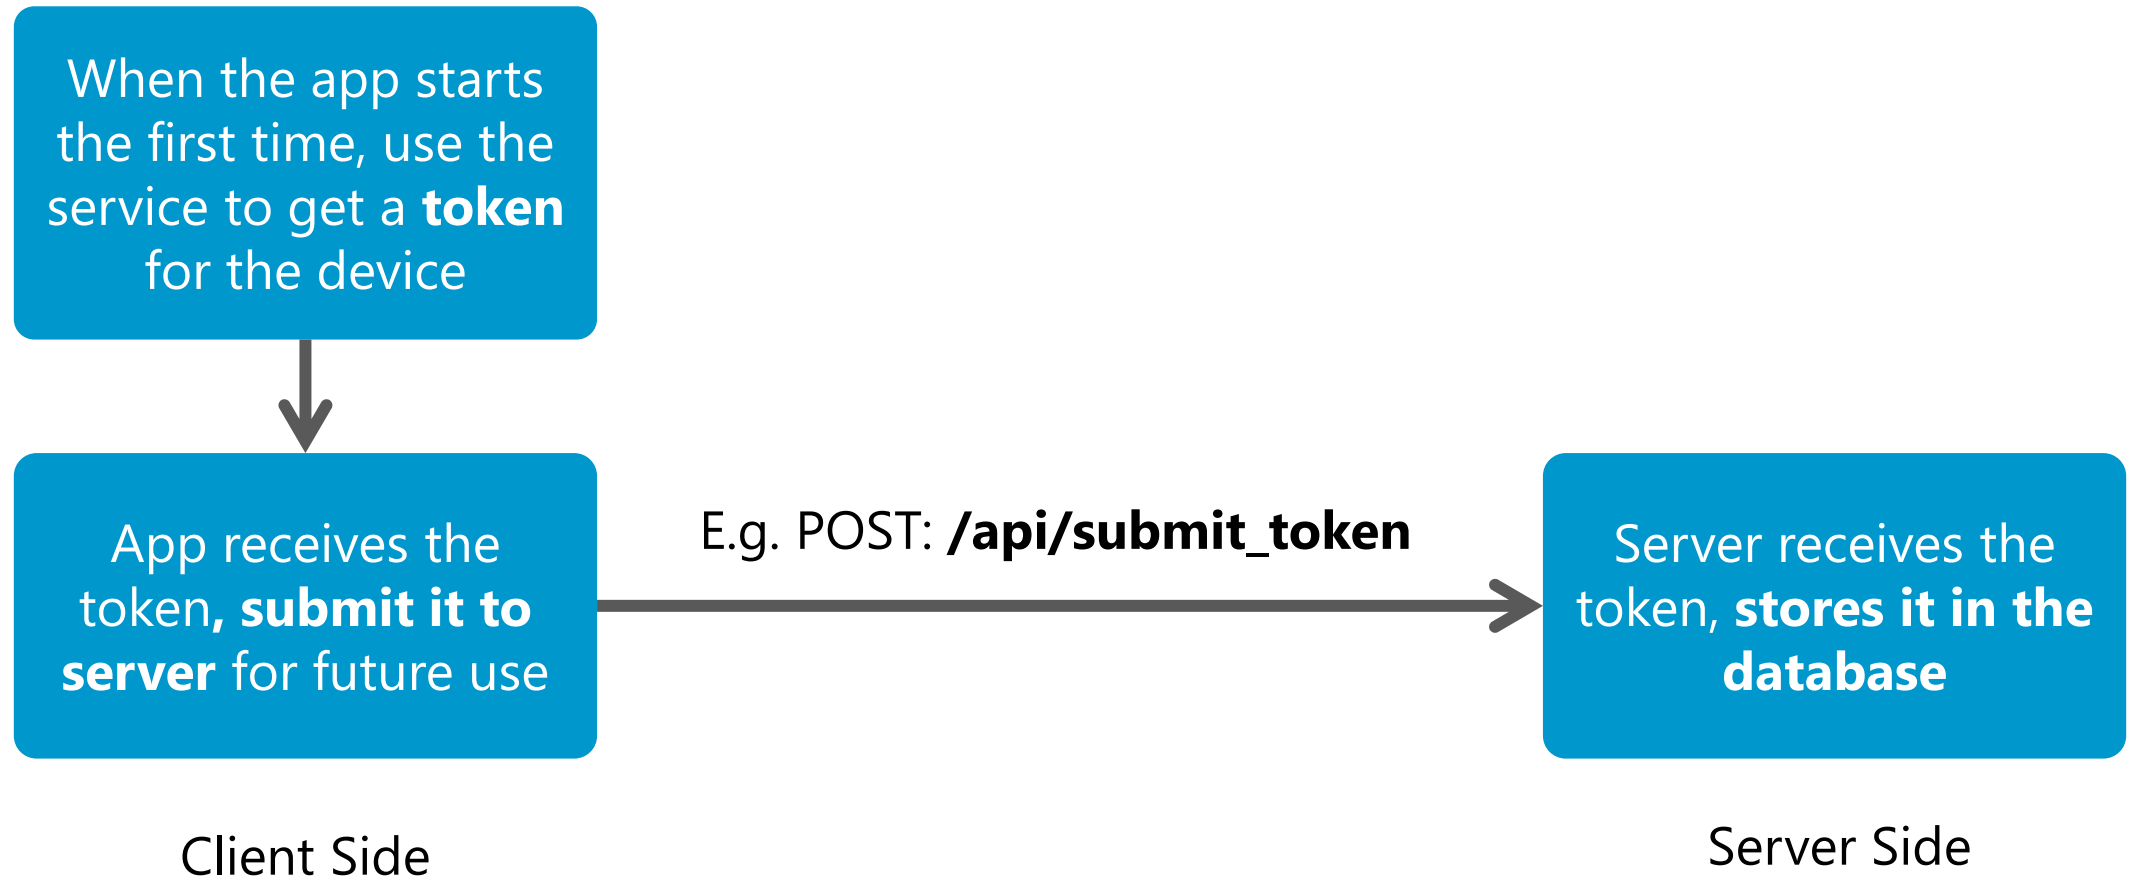 When the app starts
the first time, use the
service to get a token
for the device
App receives the
token, submit it to
server for future use
E.g. POST: /api/submit_token
Server receives the
token, stores it in the
database
Client Side
Server Side